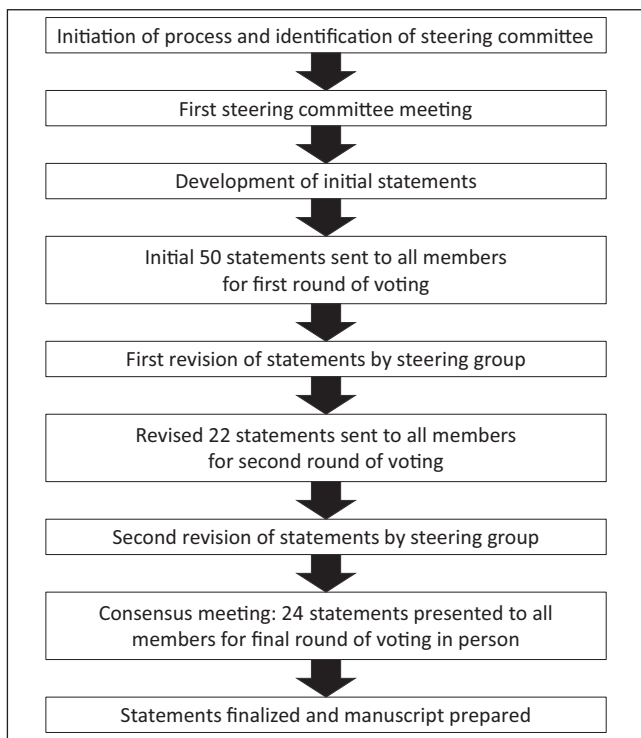 Initiation of process and identification of steering committee
First steering committee meeting
Development of initial statements
Initial 50 statements sent to all members
for first round of voting
First revision of statements by steering group
Revised 22 statements sent to all members
for second round of voting
Second revision of statements by steering group
Consensus meeting: 24 statements presented to all
members for final round of voting in person
Statements finalized and manuscript prepared